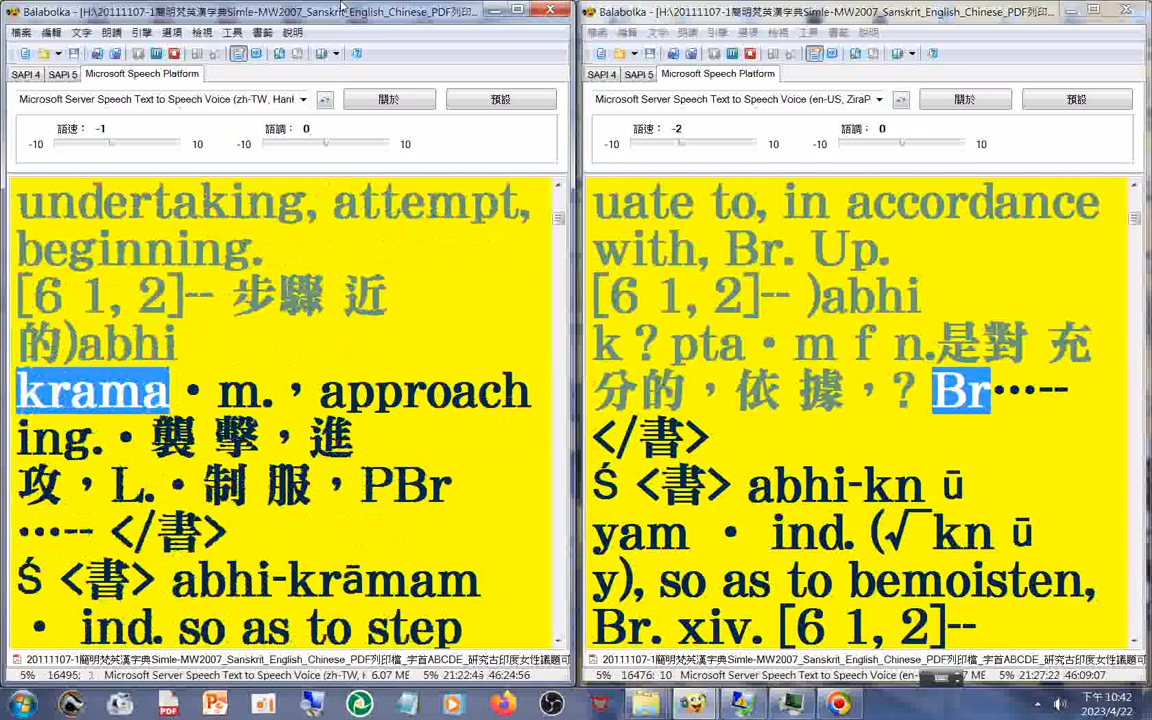 Balabolka - [H:\20111107-1簡明梵英漢字典Simle-MW2007_Sanskrit_English_Chinese_PDF列印...
檔案 編輯 文字 朗讀 引擎 選項 檢視 工具 書籤 說明
SAPI 4 SAPI 5 Microsoft Speech Platform
Microsoft Server Speech Text to Speech Voice (zh-TW, Hanl 關於 預設
語速： -1 語調： 0
-10 10 -10 10
undertaking, attempt,
beginning.
[6 1, 2]-- 步驟 近
的)abhi
krama • m.，approach
ing. • 襲 擊，進
攻，L. • 制 服，PBr
…-- </書>
Ś <書> abhi-krāmam
• ind. so as to step
20111107-1簡明梵英漢字典Simle-MW2007_Sanskrit_English_Chinese_PDF列印檔_字首ABCDE_研究古印度女性議題可
5% 16495: Microsoft Server Speech Text to Speech Voice (zh-TW, 6.07 ME 5% 21:22:45 46:24:56
Balabolka - [H:\20111107-1簡明梵英漢字典Simle-MW2007_Sanskrit_English_Chinese_PDF列印...
檔案 編輯 文字 朗讀 引擎 選項 檢視 工具 書籤 說明
SAPI 4 SAPI 5 Microsoft Speech Platform
Microsoft Server Speech Text to Speech Voice (en-US, ZiraP 關於 預設
語速： -2 語調： 0
-10 10 -10 10
uate to, in accordance
with, Br. Up.
[6 1, 2]-- )abhi
k？pta • m f n.是對 充
分的，依 據，？ Br…--
</書>
Ś <書> abhi-kn ū
yam • ind. (√kn ū
y), so as to bemoisten,
Br. xiv. [6 1, 2]--
20111107-1簡明梵英漢字典Simle-MW2007_Sanskrit_English_Chinese_PDF列印檔_字首ABCDE_研究古印度女性議題可
5% 16476: 10 Microsoft Server Speech Text to Speech Voice 6.07 ME 5% 21:27:22 46:09:07
下午 10:42
2023/4/22